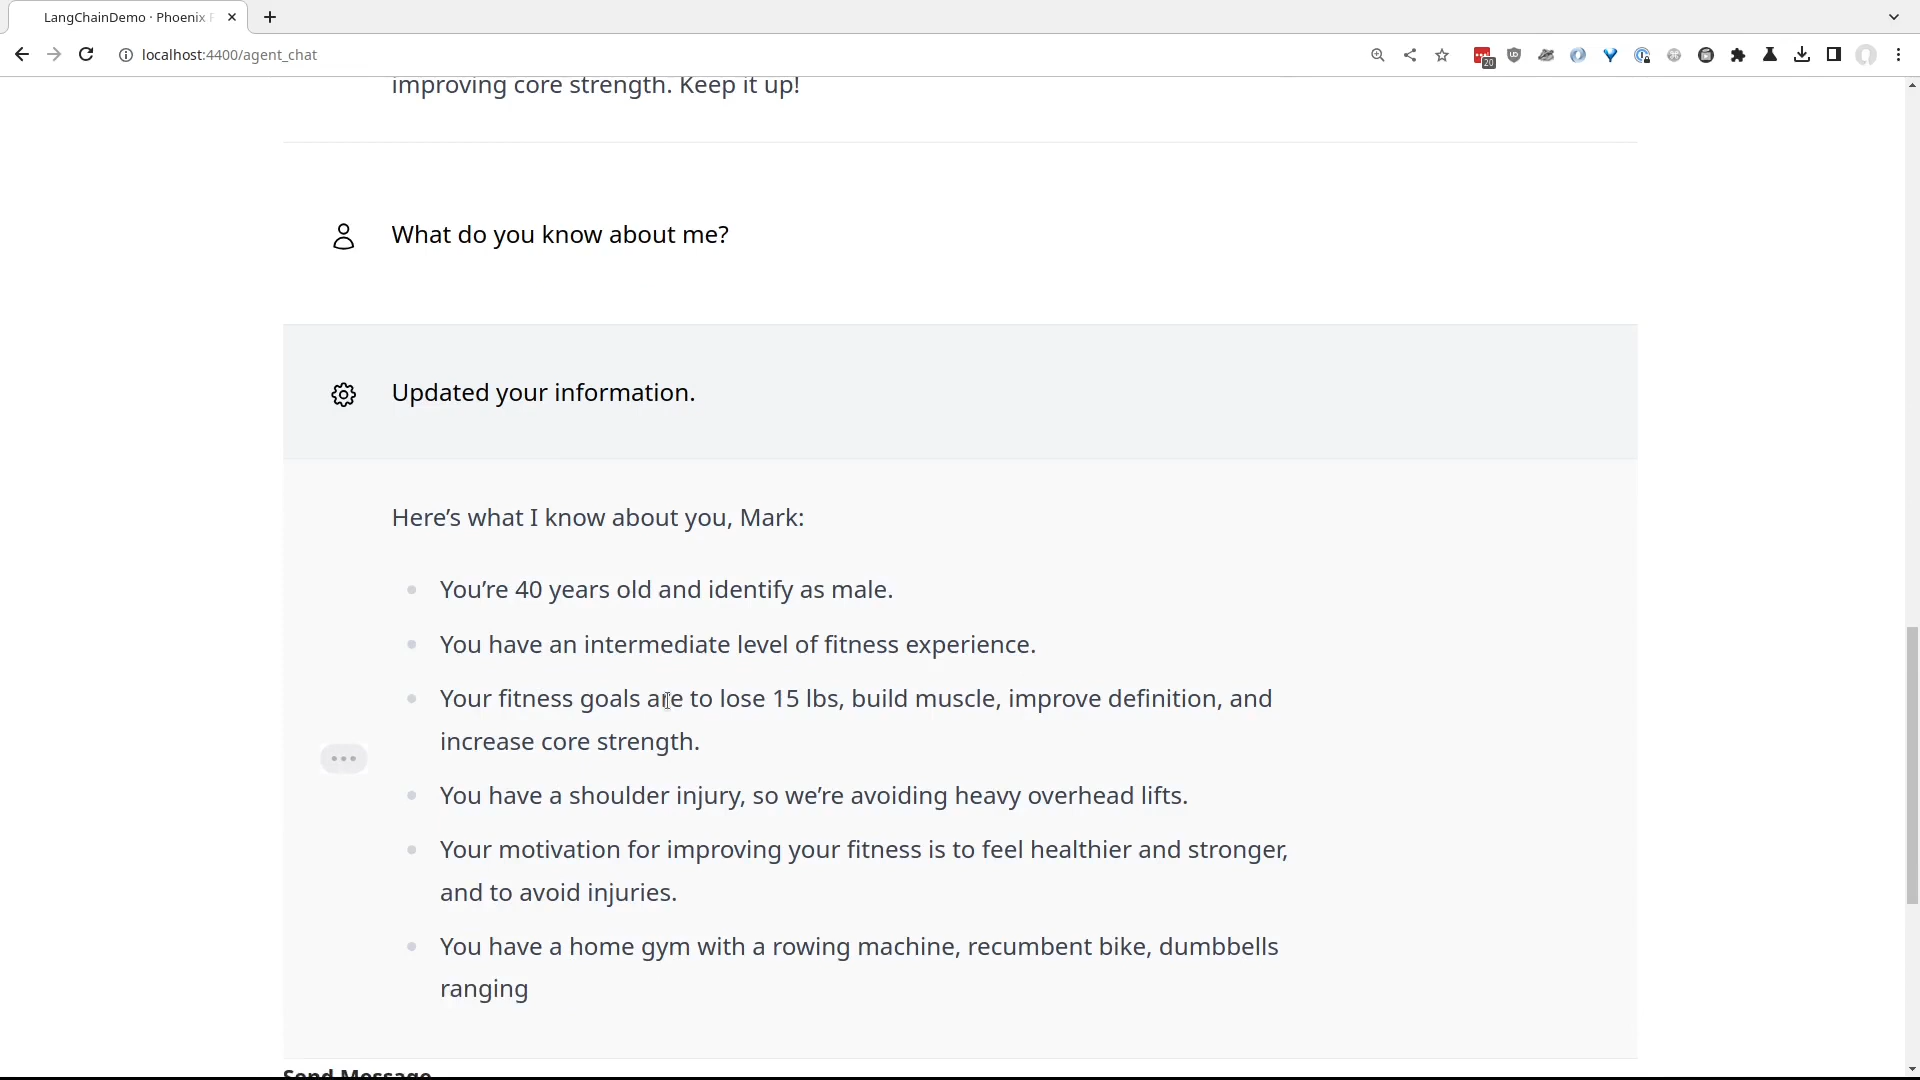 LangChainDemo · Phoenix
localhost:4400/agent_chat
20
improving core strength. Keep it up!
What do you know about me?
Updated your information.
Here’s what I know about you, Mark:
You’re 40 years old and identify as male.
You have an intermediate level of fitness experience.
Your fitness goals are to lose 15 lbs, build muscle, improve definition, and
increase core strength.
You have a shoulder injury, so we’re avoiding heavy overhead lifts.
Your motivation for improving your fitness is to feel healthier and stronger,
and to avoid injuries.
You have a home gym with a rowing machine, recumbent bike, dumbbells
ranging
Send Message